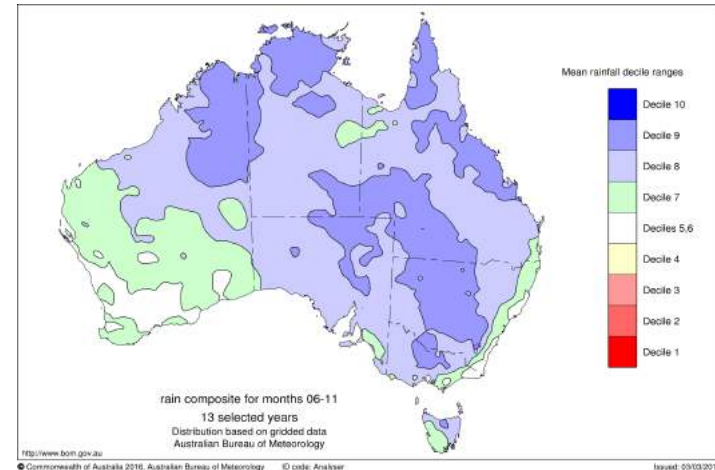 Mean rainfall decile ranges
Decile 10
Decile 9
Decile 8
Decile 7
Deciles 5,6
Decile 4
Decile 3
Decile 2
Decile 1
rain composite for months 06-11
13 selected years
Distribution based on gridded data
Australian Bureau of Meteorology
http://www.bom.gov.au
© Commonwealth of Australia 2016, Australian Bureau of Meteorology ID code: Analyser Issued: